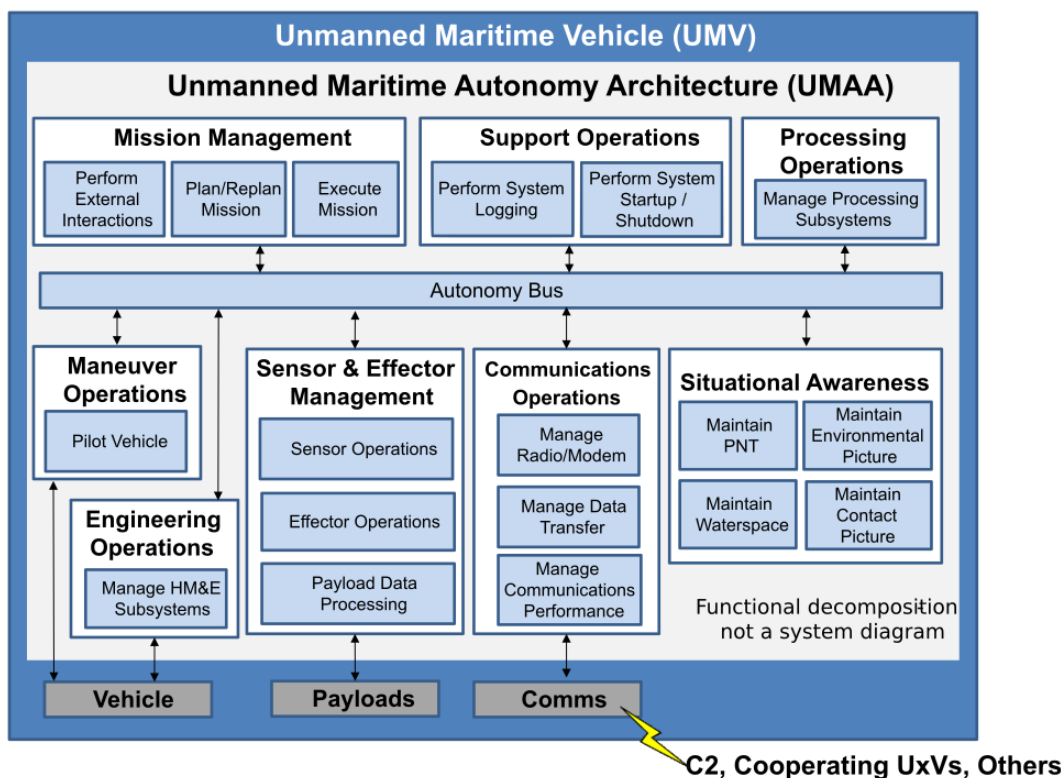 Unmanned Maritime Vehicle (UMV)
Unmanned Maritime Autonomy Architecture (UMAA)
Mission Management
Perform
External
Interactions
Plan/Replan
Mission
Execute
Mission
Support Operations
Perform System
Logging
Perform System
Startup /
Shutdown
Processing
Operations
Manage Processing
Subsystems
Autonomy Bus
Maneuver
Operations
Pilot Vehicle
Engineering
Operations
Manage HM&E
Subsystems
Sensor & Effector
Management
Sensor Operations
Effector Operations
Payload Data
Processing
Communications
Operations
Manage
Radio/Modem
Manage Data
Transfer
Manage
Communications
Performance
Situational Awareness
Maintain
PNT
Maintain
Environmental
Picture
Maintain
Waterspace
Maintain
Contact
Picture
Functional decomposition-
not a system diagram
Vehicle
Payloads
Comms
C2, Cooperating UxVs, Others